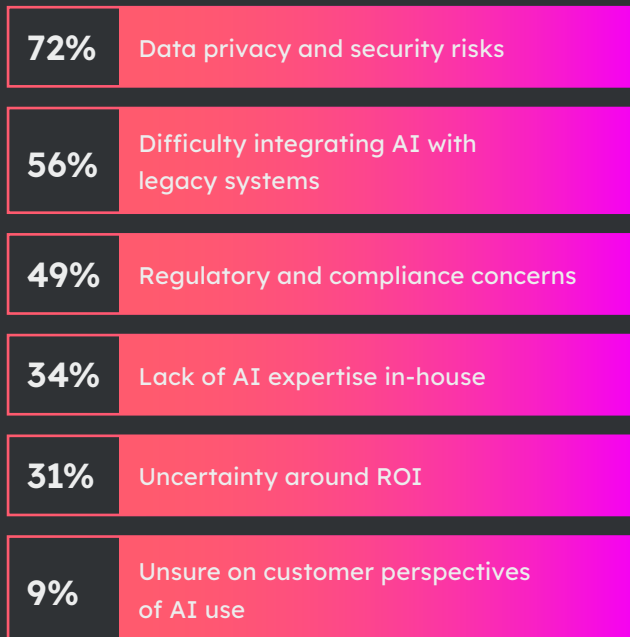 72%
Data privacy and security risks
56%
Difficulty integrating AI with
legacy systems
49%
Regulatory and compliance concerns
34%
Lack of AI expertise in-house
31%
Uncertainty around ROI
9%
Unsure on customer perspectives
of AI use